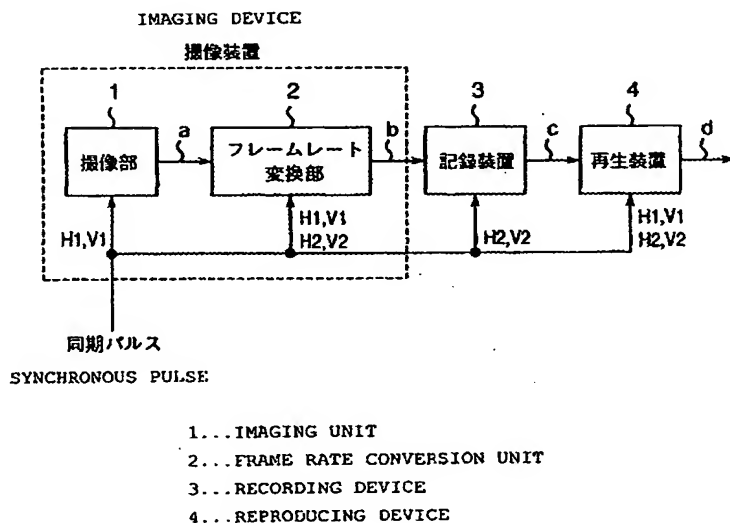 IMAGING DEVICE
撮像装置
1
2
3
4
a
b
c
d
撮像部
フレームレート
変換部
記録装置
再生装置
H1,V1
H1,V1
H2,V2
H2,V2
H1,V1
H2,V2
同期パルス
SYNCHRONOUS PULSE
1...IMAGING UNIT
2...FRAME RATE CONVERSION UNIT
3...RECORDING DEVICE
4...REPRODUCING DEVICE